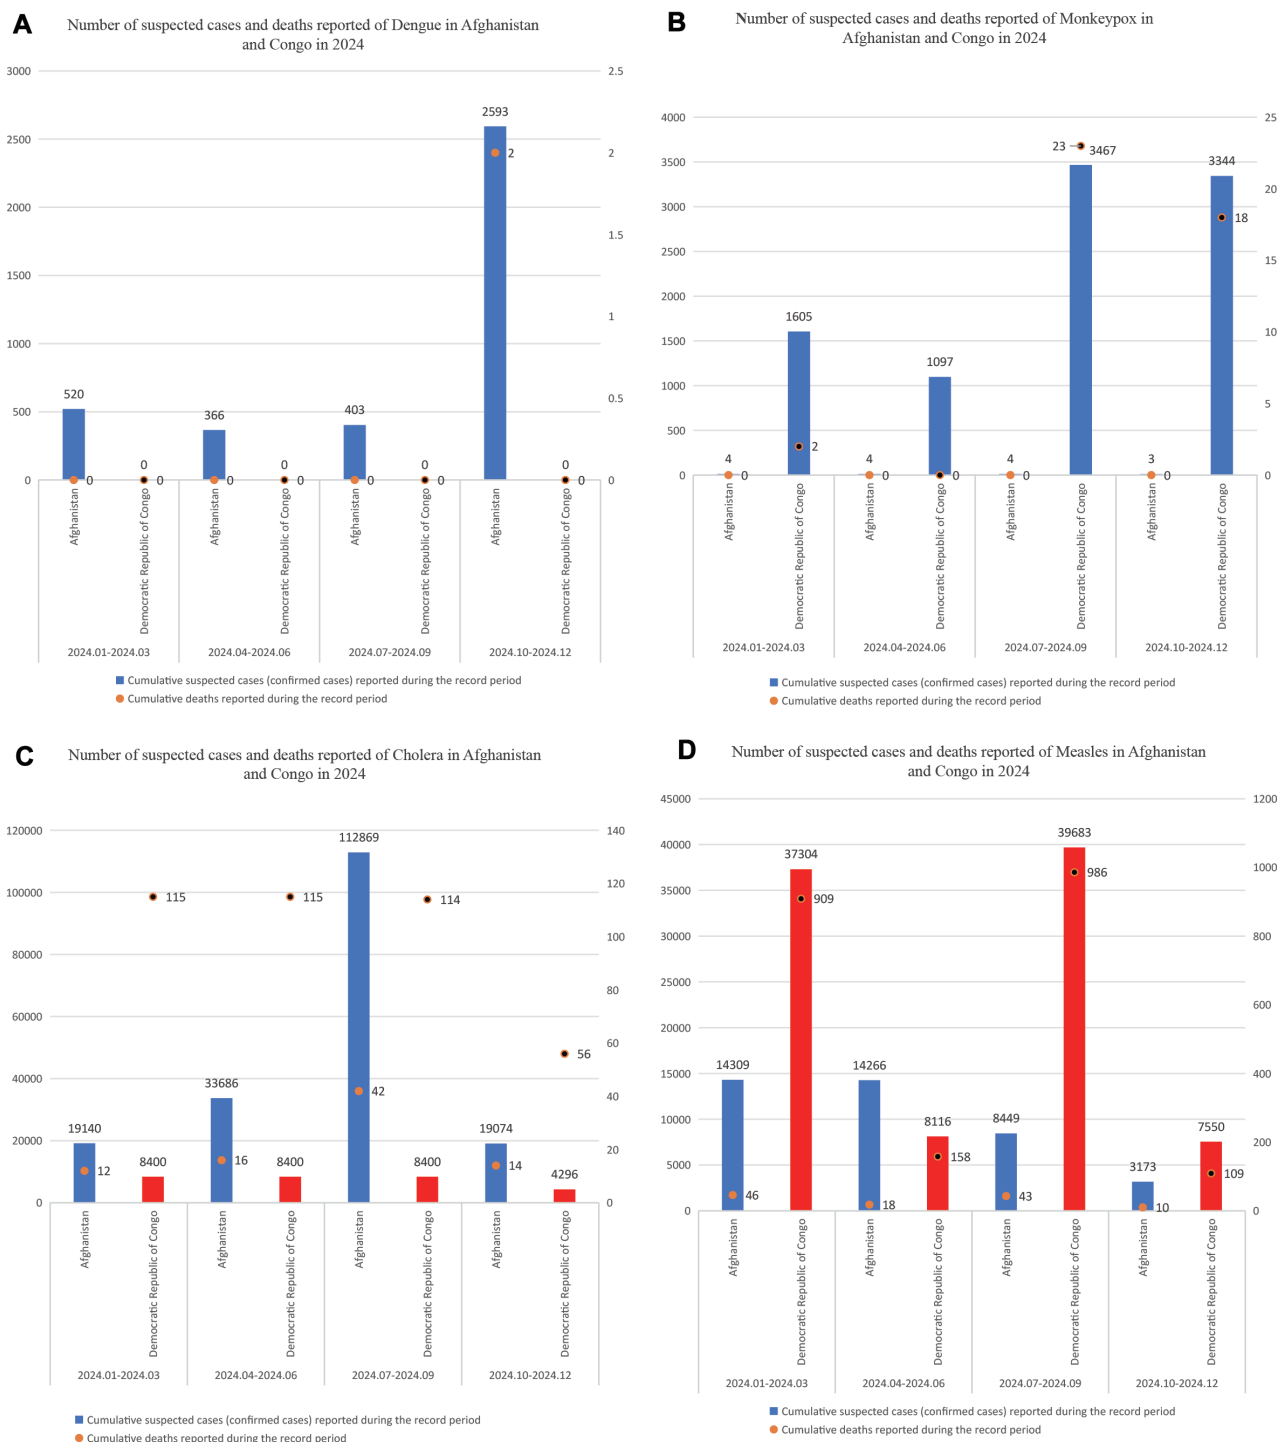 A
Number of suspected cases and deaths reported of Dengue in Afghanistan
and Congo in 2024
3000
2500
2000
1500
1000
500
0
2.5
2
1.5
1
0.5
0
520
0
0
0
366
0
0
0
403
0
0
0
2593
2
0
0
Afghanistan
Democratic Republic of Congo
Afghanistan
Democratic Republic of Congo
Afghanistan
Democratic Republic of Congo
Afghanistan
Democratic Republic of Congo
2024.01-2024.03
2024.04-2024.06
2024.07-2024.09
2024.10-2024.12
Cumulative suspected cases (confirmed cases) reported during the record period
Cumulative deaths reported during the record period
B
Number of suspected cases and deaths reported of Monkeypox in
Afghanistan and Congo in 2024
4000
3500
3000
2500
2000
1500
1000
500
0
25
20
15
10
5
0
4
0
1605
2
4
0
1097
0
4
0
23
3467
3
0
3344
18
Afghanistan
Democratic Republic of Congo
Afghanistan
Democratic Republic of Congo
Afghanistan
Democratic Republic of Congo
Afghanistan
Democratic Republic of Congo
2024.01-2024.03
2024.04-2024.06
2024.07-2024.09
2024.10-2024.12
Cumulative suspected cases (confirmed cases) reported during the record period
Cumulative deaths reported during the record period
C
Number of suspected cases and deaths reported of Cholera in Afghanistan
and Congo in 2024
120000
100000
80000
60000
40000
20000
0
140
120
100
80
60
40
20
0
19140
12
115
8400
33686
16
115
8400
112869
42
114
8400
19074
14
56
4296
Afghanistan
Democratic Republic of Congo
Afghanistan
Democratic Republic of Congo
Afghanistan
Democratic Republic of Congo
Afghanistan
Democratic Republic of Congo
2024.01-2024.03
2024.04-2024.06
2024.07-2024.09
2024.10-2024.12
Cumulative suspected cases (confirmed cases) reported during the record period
Cumulative deaths reported during the record period
D
Number of suspected cases and deaths reported of Measles in Afghanistan
and Congo in 2024
45000
40000
35000
30000
25000
20000
15000
10000
5000
0
1200
1000
800
600
400
200
0
14309
46
37304
909
14266
18
8116
158
8449
43
39683
986
3173
10
7550
109
Afghanistan
Democratic Republic of Congo
Afghanistan
Democratic Republic of Congo
Afghanistan
Democratic Republic of Congo
Afghanistan
Democratic Republic of Congo
2024.01-2024.03
2024.04-2024.06
2024.07-2024.09
2024.10-2024.12
Cumulative suspected cases (confirmed cases) reported during the record period
Cumulative deaths reported during the record period